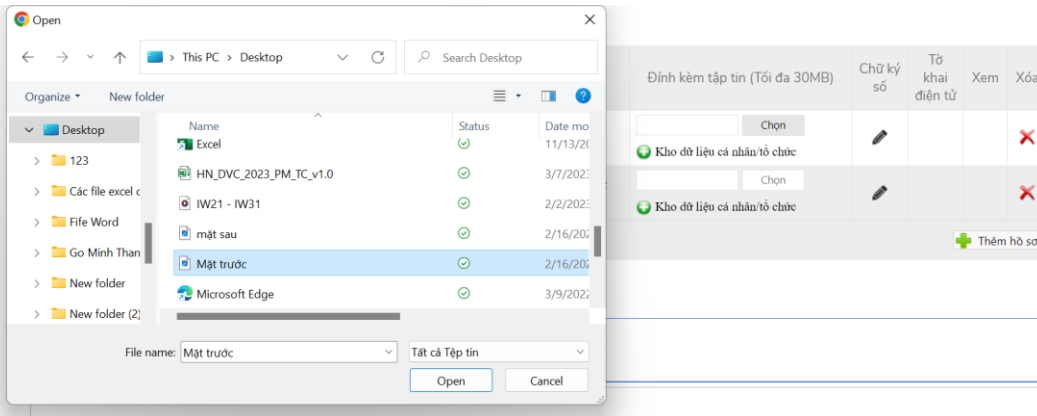 Open
This PC > Desktop
Search Desktop
Organize
New folder
Desktop
123
Các file excel c
Fife Word
Go Minh Than
New folder
New folder (2)
Name Status Date mo
Excel 11/13/20
HN_DVC_2023_PM_TC_v1.0 3/7/2023
IW21 - IW31 2/2/2023
mặt sau 2/16/202
Mặt trước 2/16/202
Microsoft Edge 3/9/2022
File name: Mặt trước
Tất cả Tệp tin
Open Cancel
Đính kèm tập tin (Tối đa 30MB)
Chữ ký
số
Tờ
khai
điện tử
Xem
Xóa
Chọn
Kho dữ liệu cá nhân/tổ chức
Chọn
Kho dữ liệu cá nhân/tổ chức
Thêm hồ sơ